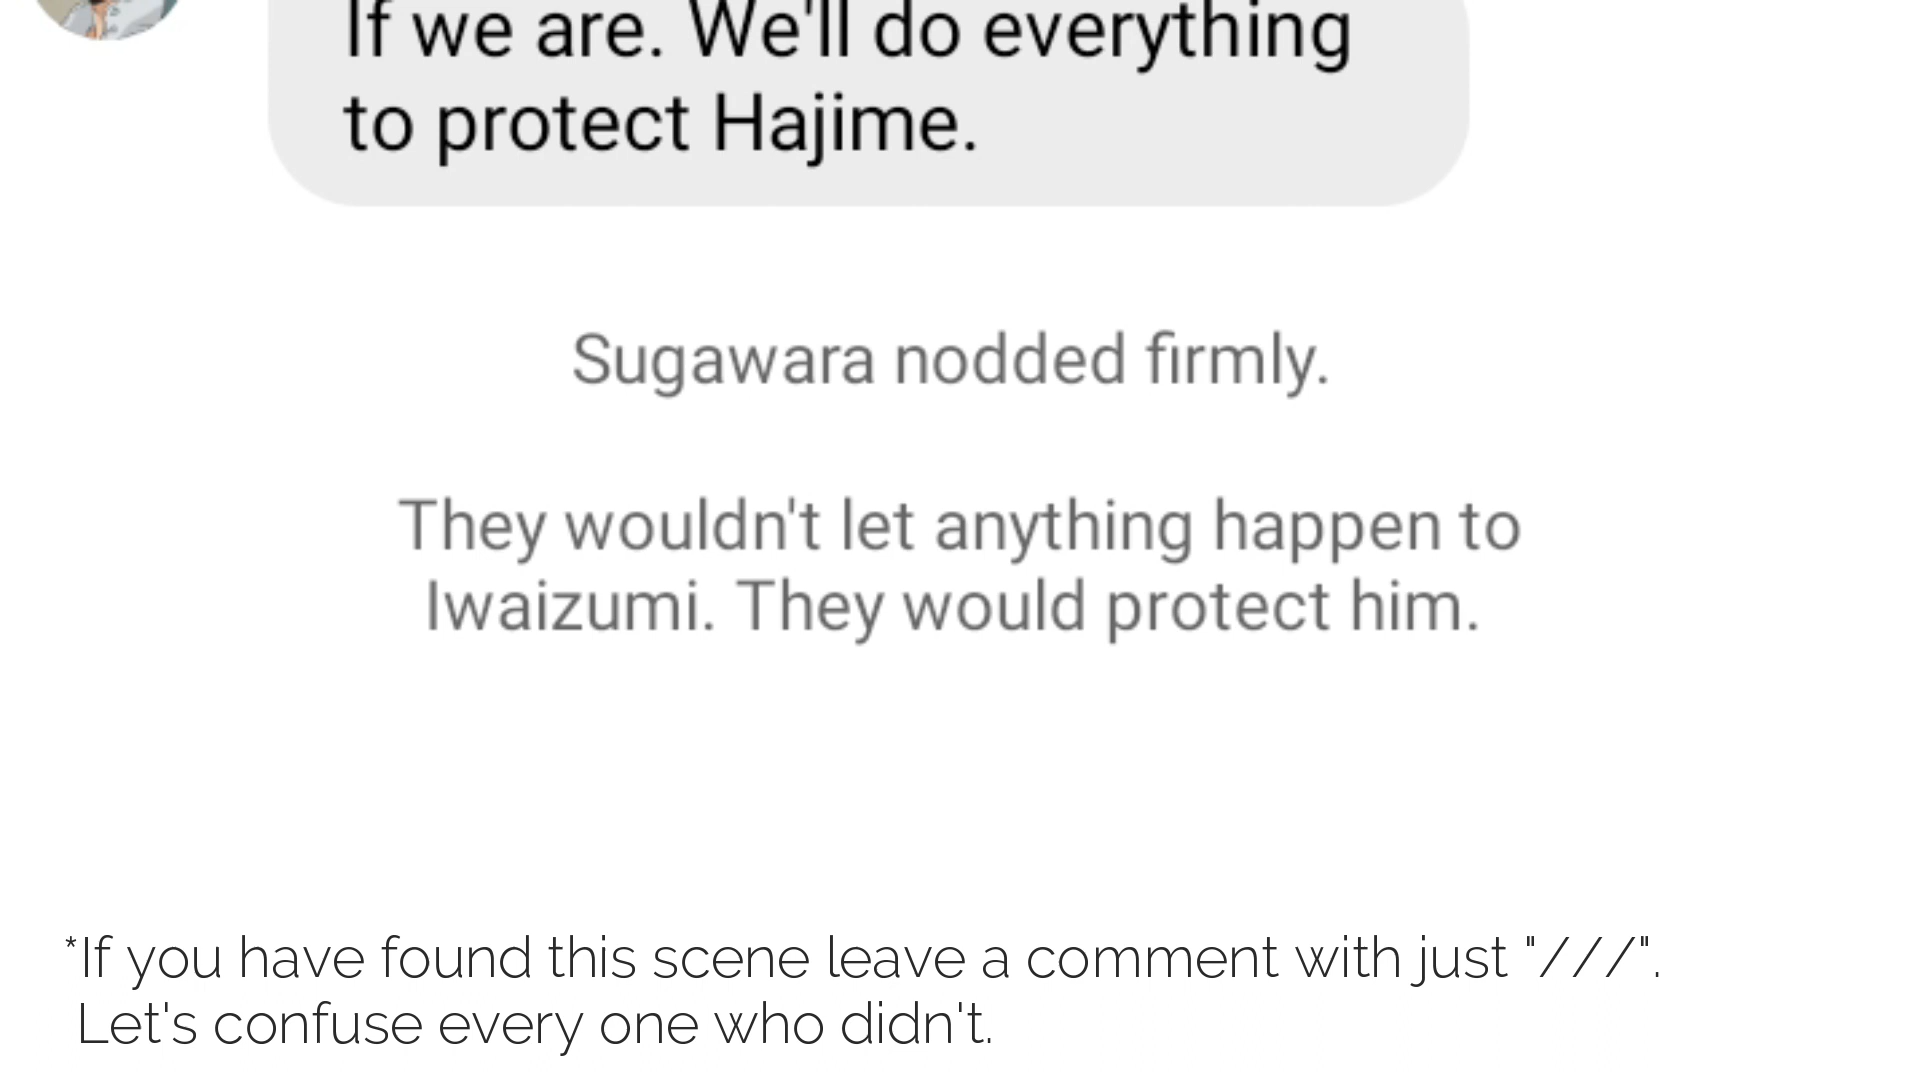 If we are. We'll do everything
to protect Hajime.
Sugawara nodded firmly.
They wouldn't let anything happen to
Iwaizumi. They would protect him.
*If you have found this scene leave a comment with just "///".
Let's confuse every one who didn't.